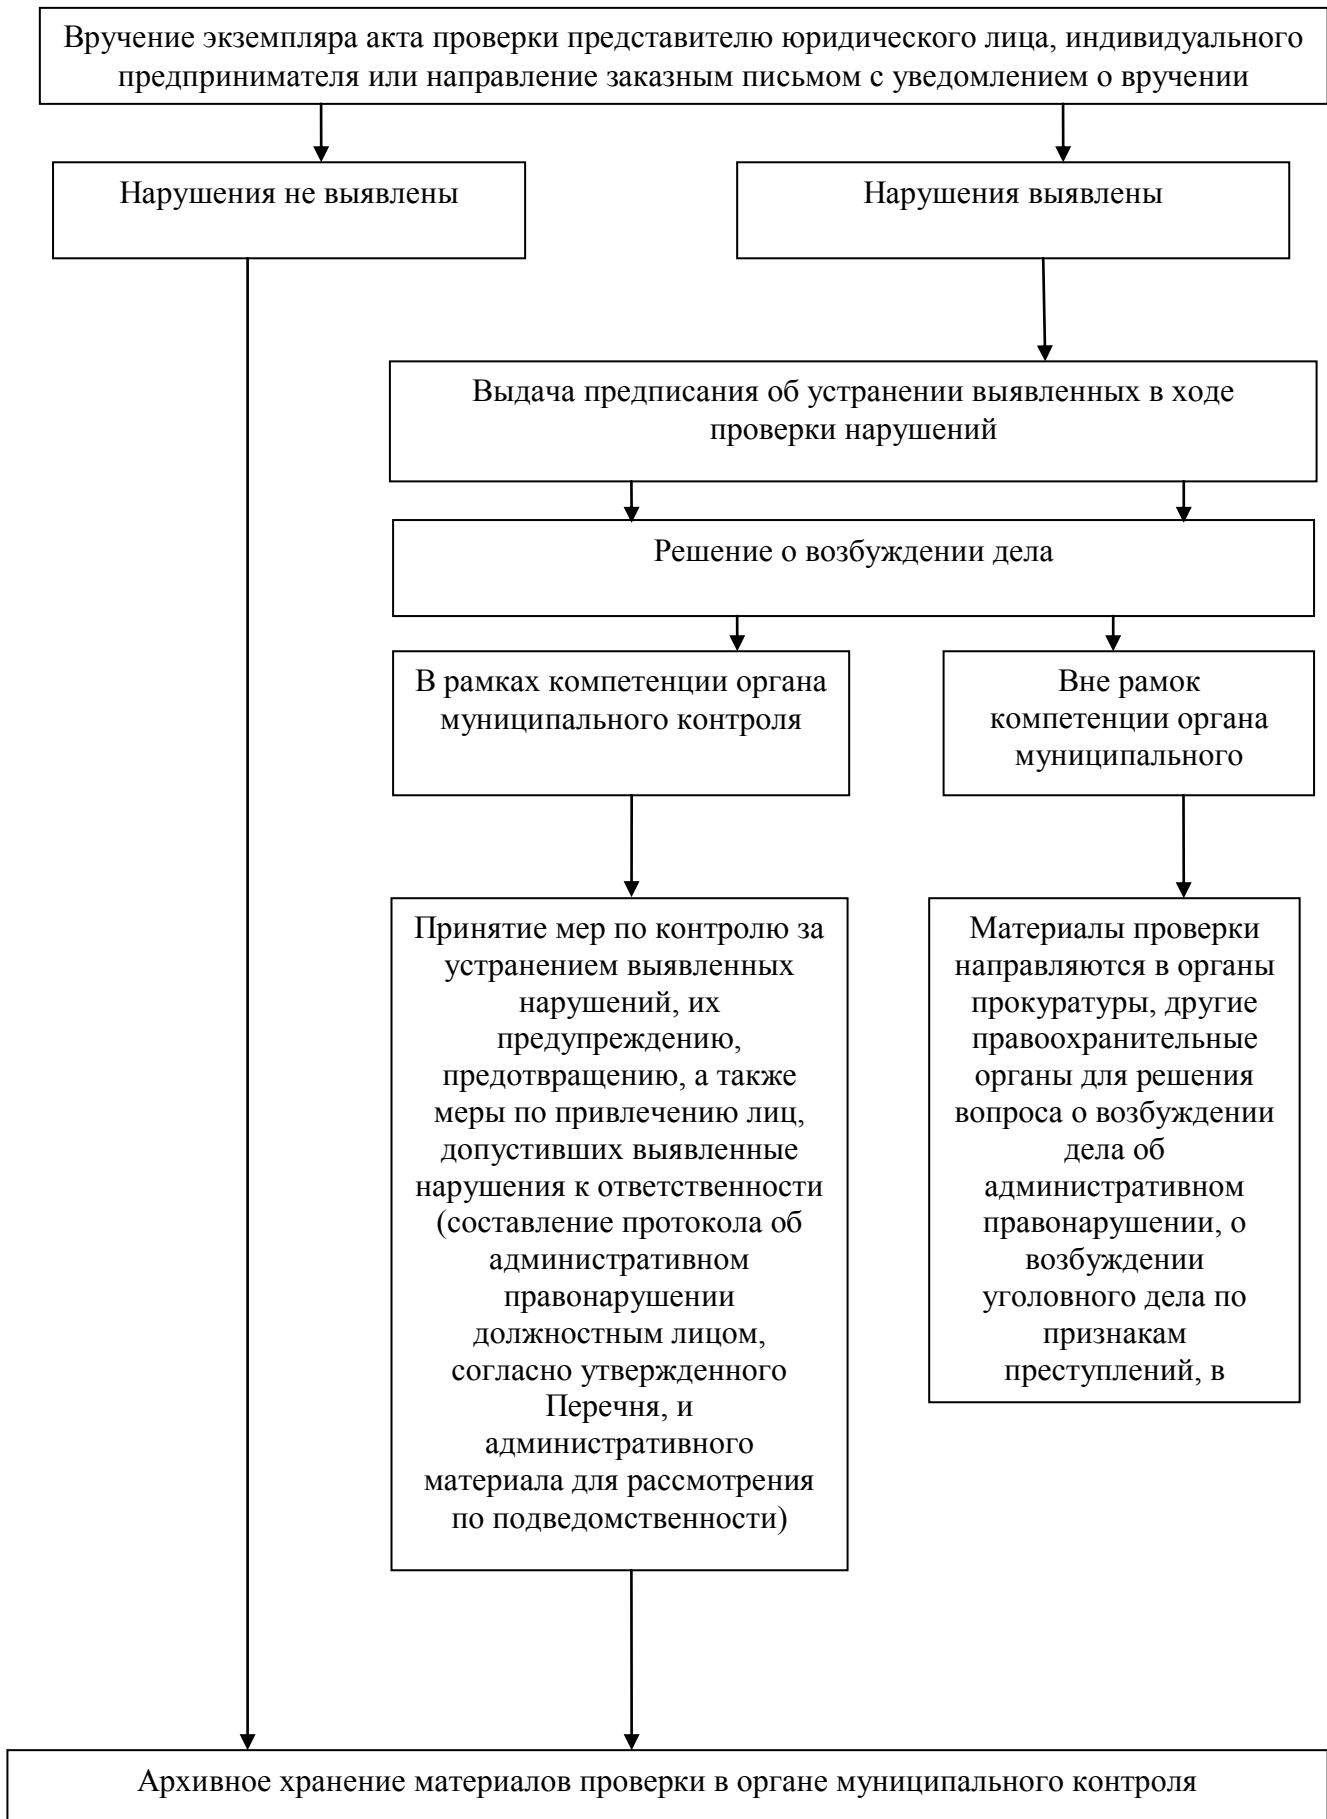 Вручение экземпляра акта проверки представителю юридического лица, индивидуального
предпринимателя или направление заказным письмом с уведомлением о вручении
Нарушения не выявлены
Нарушения выявлены
Выдача предписания об устранении выявленных в ходе
проверки нарушений
Решение о возбуждении дела
В рамках компетенции органа
муниципального контроля
Вне рамок
компетенции органа
муниципального
Принятие мер по контролю за
устранением выявленных
нарушений, их
предупреждению,
предотвращению, а также
меры по привлечению лиц,
допустивших выявленные
нарушения к ответственности
(составление протокола об
административном
правонарушении
должностным лицом,
согласно утвержденного
Перечня, и
административного
материала для рассмотрения
по подведомственности)
Материалы проверки
направляются в органы
прокуратуры, другие
правоохранительные
органы для решения
вопроса о возбуждении
дела об
административном
правонарушении, о
возбуждении
уголовного дела по
признакам
преступлений, в
Архивное хранение материалов проверки в органе муниципального контроля